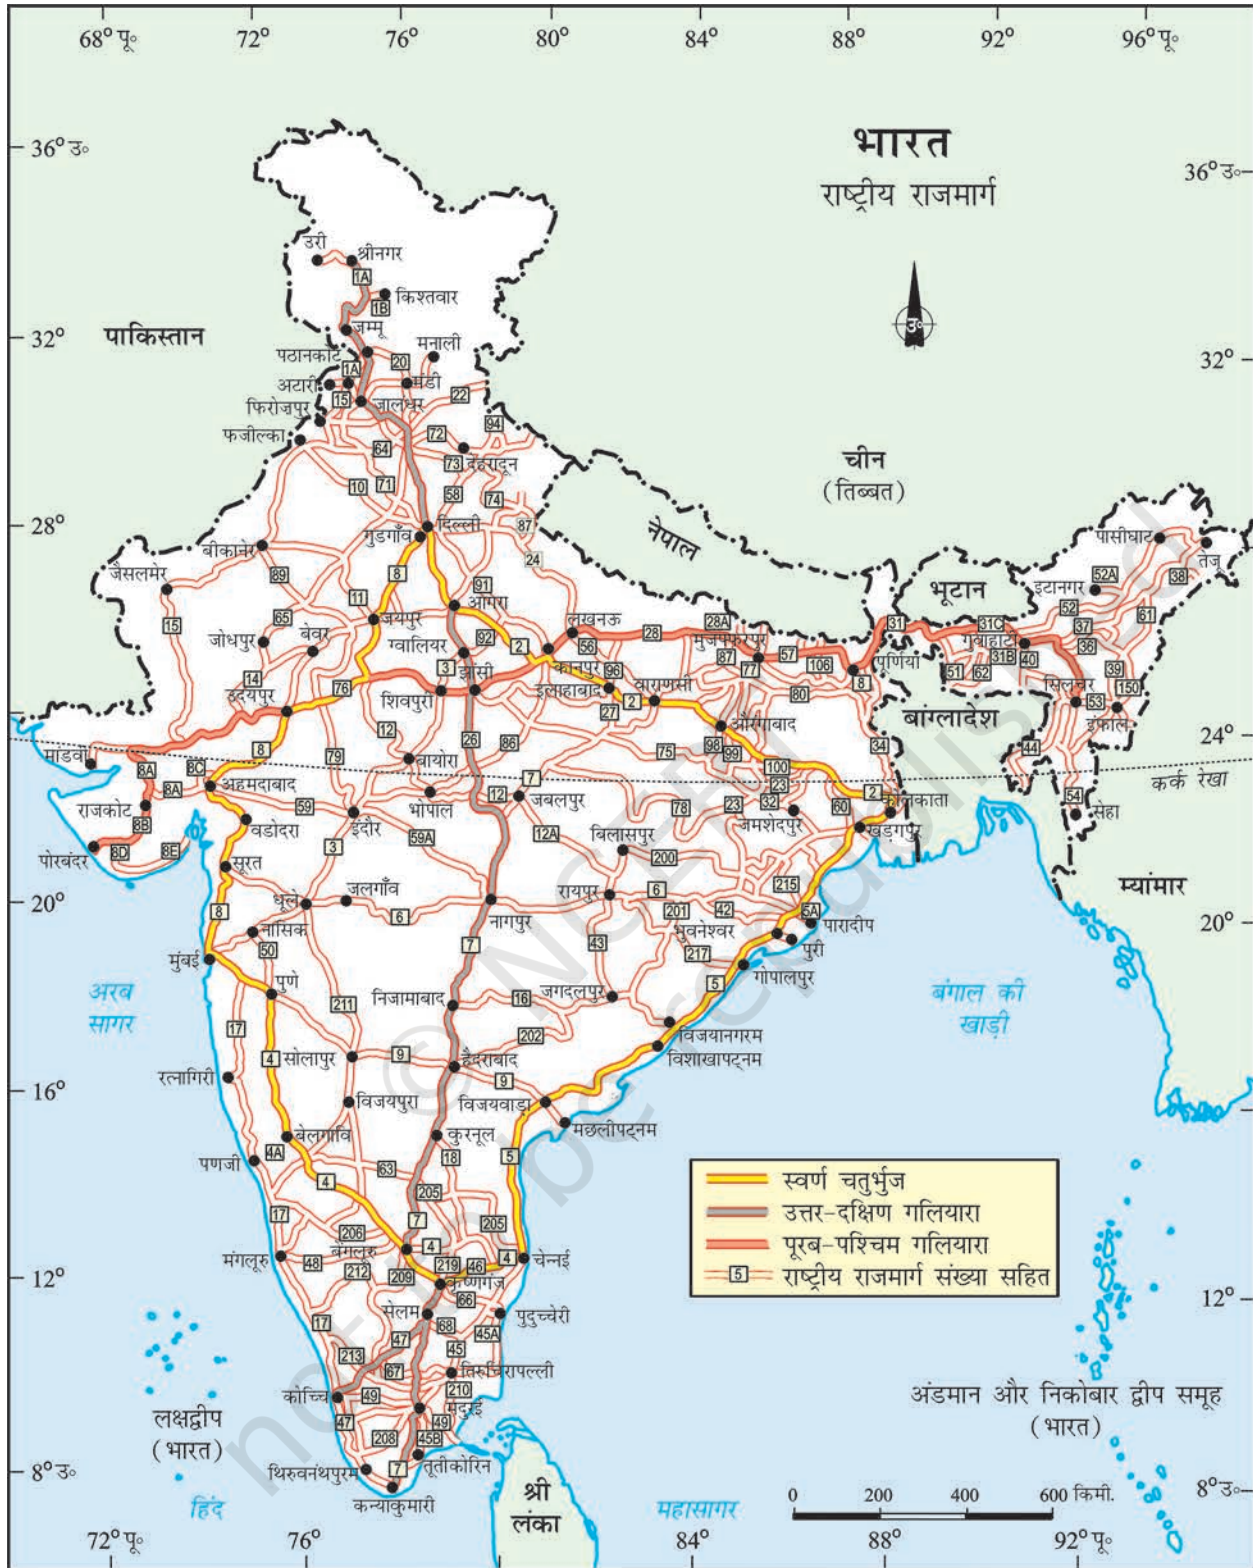 68° पू॰ 72° 76° 80° 84° 88° 92° 96° पू॰
भारत
राष्ट्रीय राजमार्ग
36° उ॰
36° उ॰
उ॰
उरी
श्रीनगर
1A
किश्तवार
1B
जम्मू
पाकिस्तान
32°
32°
मनाली
पठानकोट
1A
20
अटारी
मंडी
22
15
जालंधर
फिरोज़पुर
94
72
फजील्का
64
73
देहरादून
10
71
58
74
चीन
(तिब्बत)
28°
87
दिल्ली
गुड़गाँव
नेपाल
24
बीकानेर
जैसलमेर
89
8
91
11
आगरा
पासीघाट
तेजू
52A
38
इटानगर
भूटान
52
61
15
65
जयपुर
लखनऊ
28A
31
31C
37
जोधपुर
बेवर
ग्वालियर
92
2
56
28
मुजफ्फरपुर
57
गुवाहाटी
36
कानपुर
87
106
पूर्णिया
31B
40
39
3
झाँसी
96
77
51
62
150
14
76
शिवपुरी
इलाहाबाद
वाराणसी
8
सिलचर
53
उदयपुर
2
80
27
औरंगाबाद
बांग्लादेश
इंफाल
26
12
86
98
99
34
44
24°
मांडवी
8
79
ब्यावरा
75
100
कर्क रेखा
8A
8C
अहमदाबाद
7
23
2
8A
जबलपुर
कोलकाता
54
राजकोट
59
भोपाल
12
78
23
32
60
सेहा
8B
इंदौर
12A
जमशेदपुर
खड़गपुर
वडोदरा
59A
बिलासपुर
पोरबंदर
8D
8E
3
200
सूरत
म्यांमार
215
20°
धूले
जलगाँव
रायपुर
6
8
6
नागपुर
201
42
5A
पारादीप
20°
नासिक
भुवनेश्वर
50
7
43
पुरी
मुंबई
217
गोपालपुर
पुणे
5
अरब
सागर
बंगाल की
खाड़ी
211
निजामाबाद
16
जगदलपुर
17
202
विजयानगरम
4
सोलापुर
9
हैदराबाद
विशाखापट्नम
रत्नागिरी
9
16°
विजयपुरा
विजयवाड़ा
मछलीपट्नम
बेलगावि
कुरनूल
4A
18
5
पणजी
63
4
205
स्वर्ण चतुर्भुज
उत्तर-दक्षिण गलियारा
पूरब-पश्चिम गलियारा
5 राष्ट्रीय राजमार्ग संख्या सहित
17
7
205
206
बेंगलूरु
4
मंगलूरु
48
219
46
4
चेन्नई
212
209
12°
कृष्णगंज
12°
66
सेलम
पुदुच्चेरी
17
68
47
45A
213
45
67
तिरुचिरापल्ली
कोच्चि
49
210
मदुरई
अंडमान और निकोबार द्वीप समूह
(भारत)
लक्षद्वीप
(भारत)
47
49
208
45B
तूतीकोरिन
8° उ॰
थिरुवनंथपुरम
7
8° उ॰
कन्याकुमारी
श्री
लंका
हिंद
महासागर
0 200 400 600 किमी.
72° पू॰ 76° 84° 88° 92° पू॰
© NCERT
not to be republished